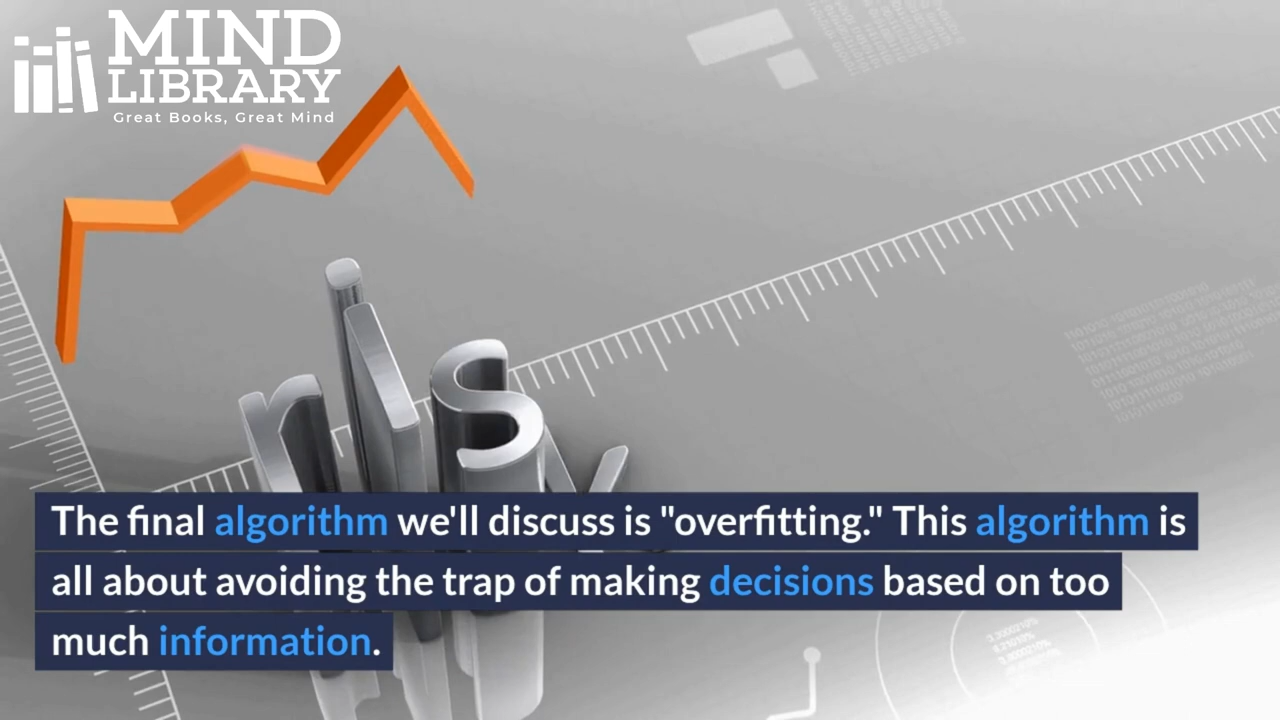 MIND
LIBRARY
Great Books, Great Mind
risk
The final algorithm we'll discuss is "overfitting." This algorithm is
all about avoiding the trap of making decisions based on too
much information.